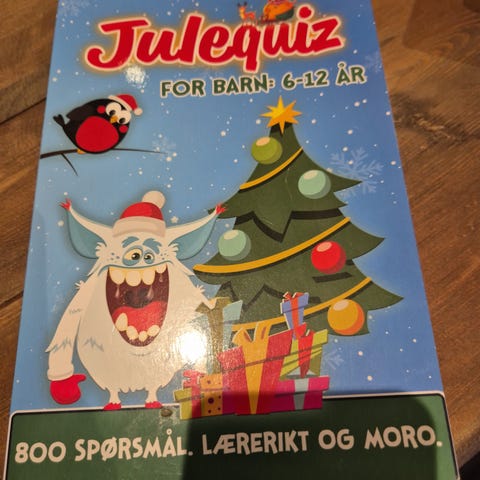 Julequiz
FOR BARN: 6-12 ÅR
800 SPØRSMÅL. LÆRERIKT OG MORO.